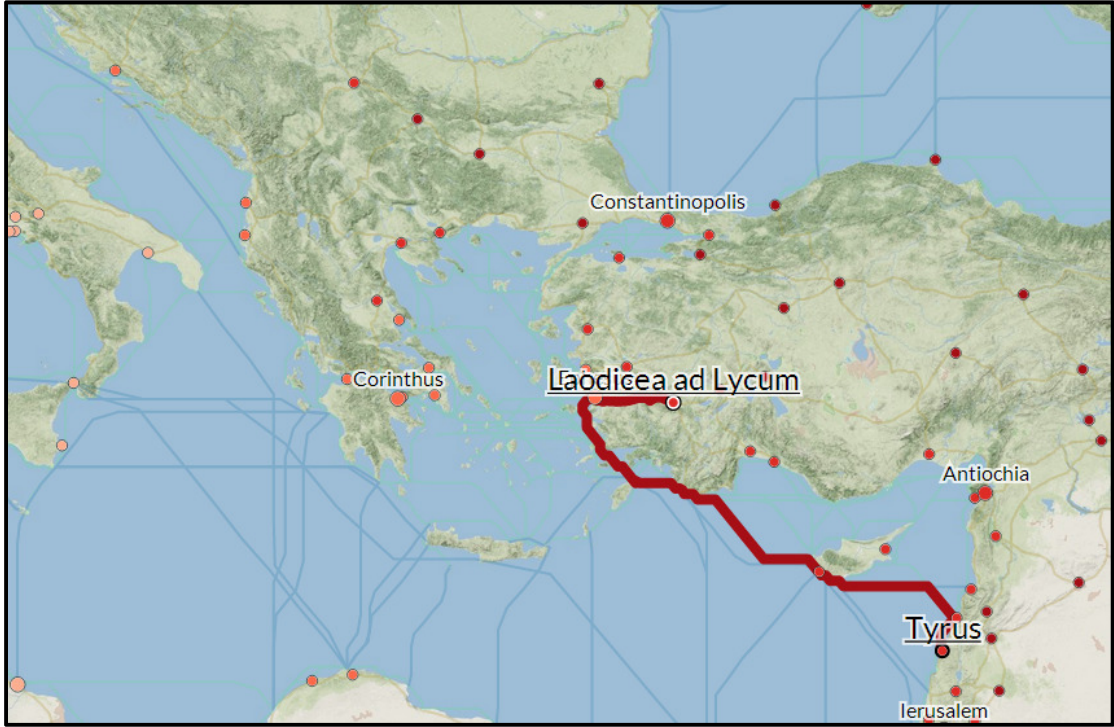 Constantinopolis
Laodicea ad Lycum
Corinthus
Antiochia
Tyrus
Ierusalem